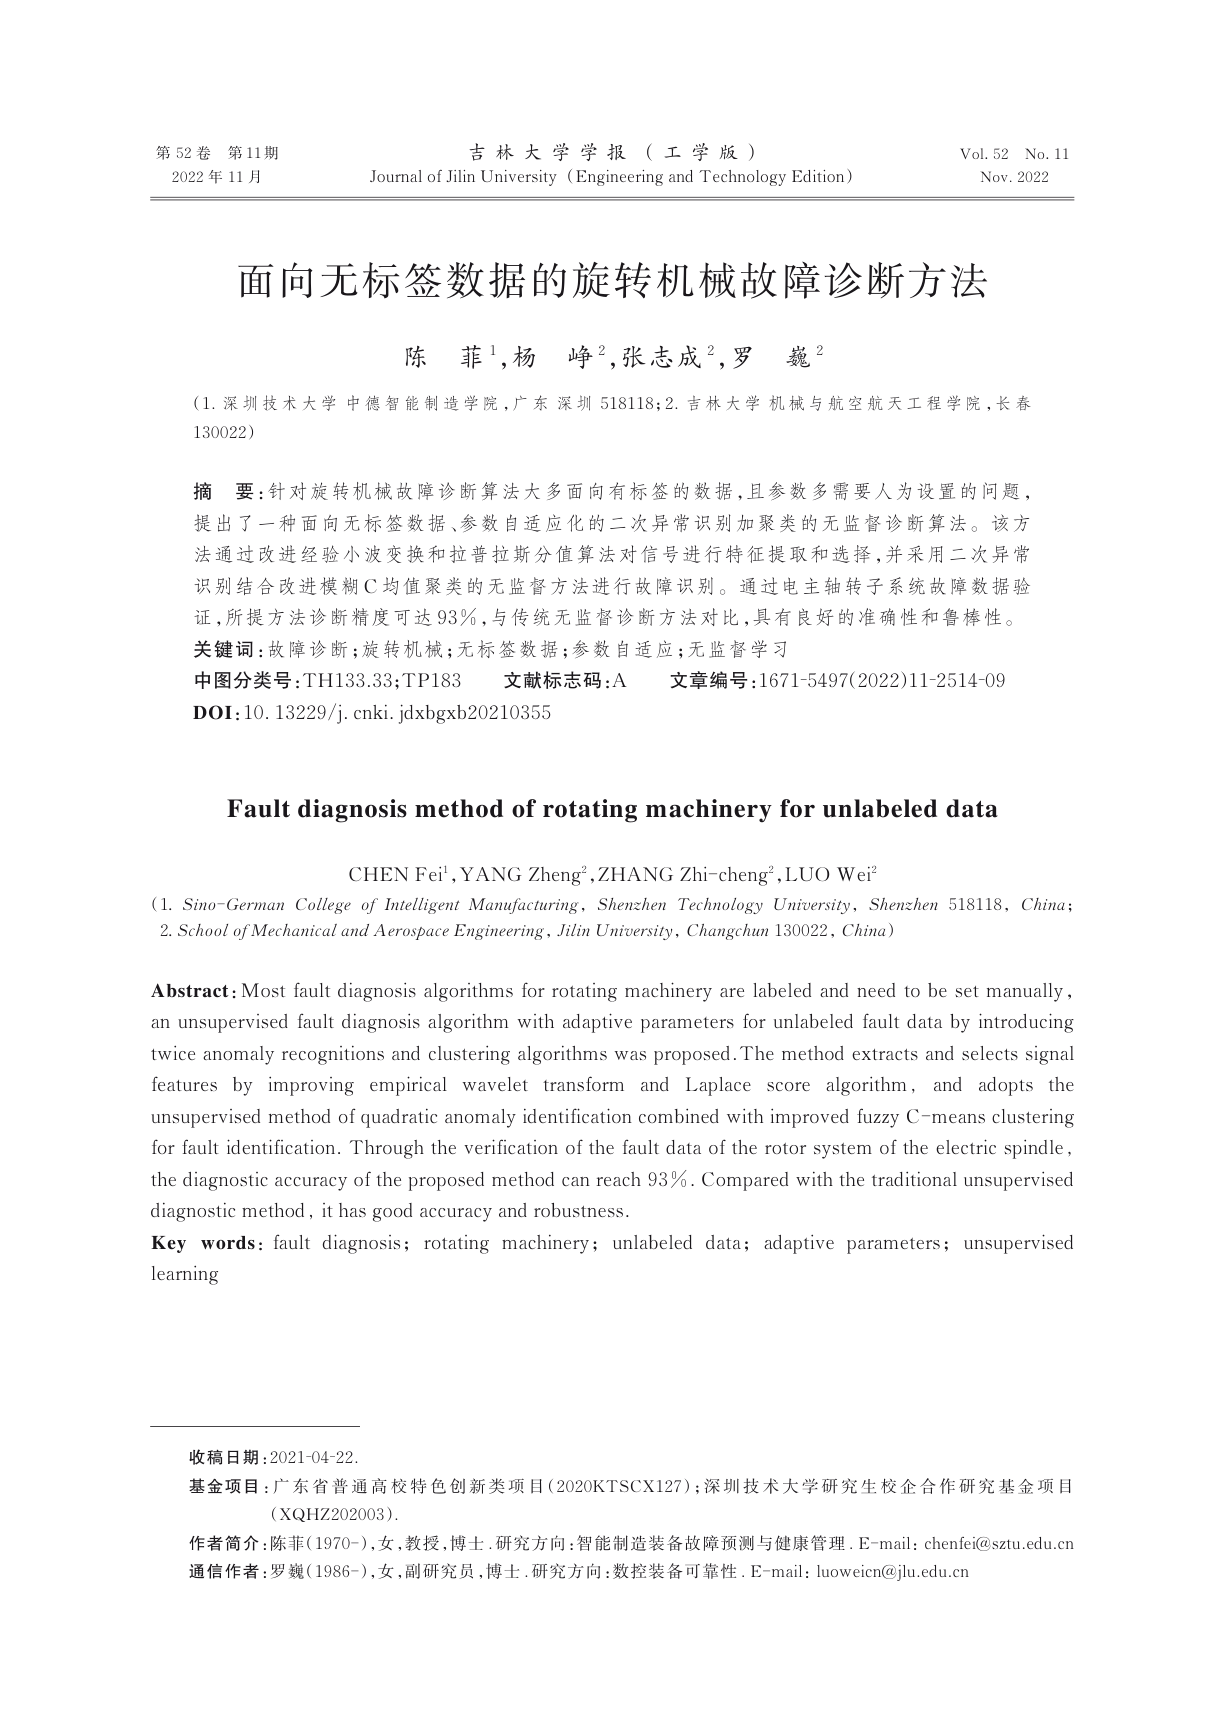 第 52 卷 第 11 期
吉林大学学报（工学版）
Vol. 52 No. 11
2022 年 11 月
Journal of Jilin University（Engineering and Technology Edition）
Nov. 2022
面向无标签数据的旋转机械故障诊断方法
陈 菲1,杨 峥2,张志成2,罗 巍2
(1. 深圳技术大学 中德智能制造学院,广东 深圳 518118;2. 吉林大学 机械与航空航天工程学院,长春
130022)
摘 要:针对旋转机械故障诊断算法大多面向有标签的数据,且参数多需要人为设置的问题,
提出了一种面向无标签数据、参数自适应化的二次异常识别加聚类的无监督诊断算法。该方
法通过改进经验小波变换和拉普拉斯分值算法对信号进行特征提取和选择,并采用二次异常
识别结合改进模糊 C 均值聚类的无监督方法进行故障识别。通过电主轴转子系统故障数据验
证,所提方法诊断精度可达 93%,与传统无监督诊断方法对比,具有良好的准确性和鲁棒性。
关键词:故障诊断;旋转机械;无标签数据;参数自适应;无监督学习
中图分类号:TH133.33;TP183 文献标志码:A 文章编号:1671-5497(2022)11-2514-09
DOI:10. 13229/j. cnki. jdxbgxb20210355
Fault diagnosis method of rotating machinery for unlabeled data
CHEN Fei1,YANG Zheng2,ZHANG Zhi-cheng2,LUO Wei2
(1. Sino-German College of Intelligent Manufacturing, Shenzhen Technology University, Shenzhen 518118, China;
2. School of Mechanical and Aerospace Engineering, Jilin University, Changchun 130022, China)
Abstract:Most fault diagnosis algorithms for rotating machinery are labeled and need to be set manually,
an unsupervised fault diagnosis algorithm with adaptive parameters for unlabeled fault data by introducing
twice anomaly recognitions and clustering algorithms was proposed.The method extracts and selects signal
features by improving empirical wavelet transform and Laplace score algorithm, and adopts the
unsupervised method of quadratic anomaly identification combined with improved fuzzy C-means clustering
for fault identification. Through the verification of the fault data of the rotor system of the electric spindle,
the diagnostic accuracy of the proposed method can reach 93%. Compared with the traditional unsupervised
diagnostic method, it has good accuracy and robustness.
Key words: fault diagnosis; rotating machinery; unlabeled data; adaptive parameters; unsupervised
learning
收稿日期:2021-04-22.
基金项目:广东省普通高校特色创新类项目(2020KTSCX127);深圳技术大学研究生校企合作研究基金项目
(XQHZ202003).
作者简介:陈菲(1970-),女,教授,博士.研究方向:智能制造装备故障预测与健康管理. E-mail: chenfei@sztu.edu.cn
通信作者:罗巍(1986-),女,副研究员,博士.研究方向:数控装备可靠性. E-mail: luoweicn@jlu.edu.cn